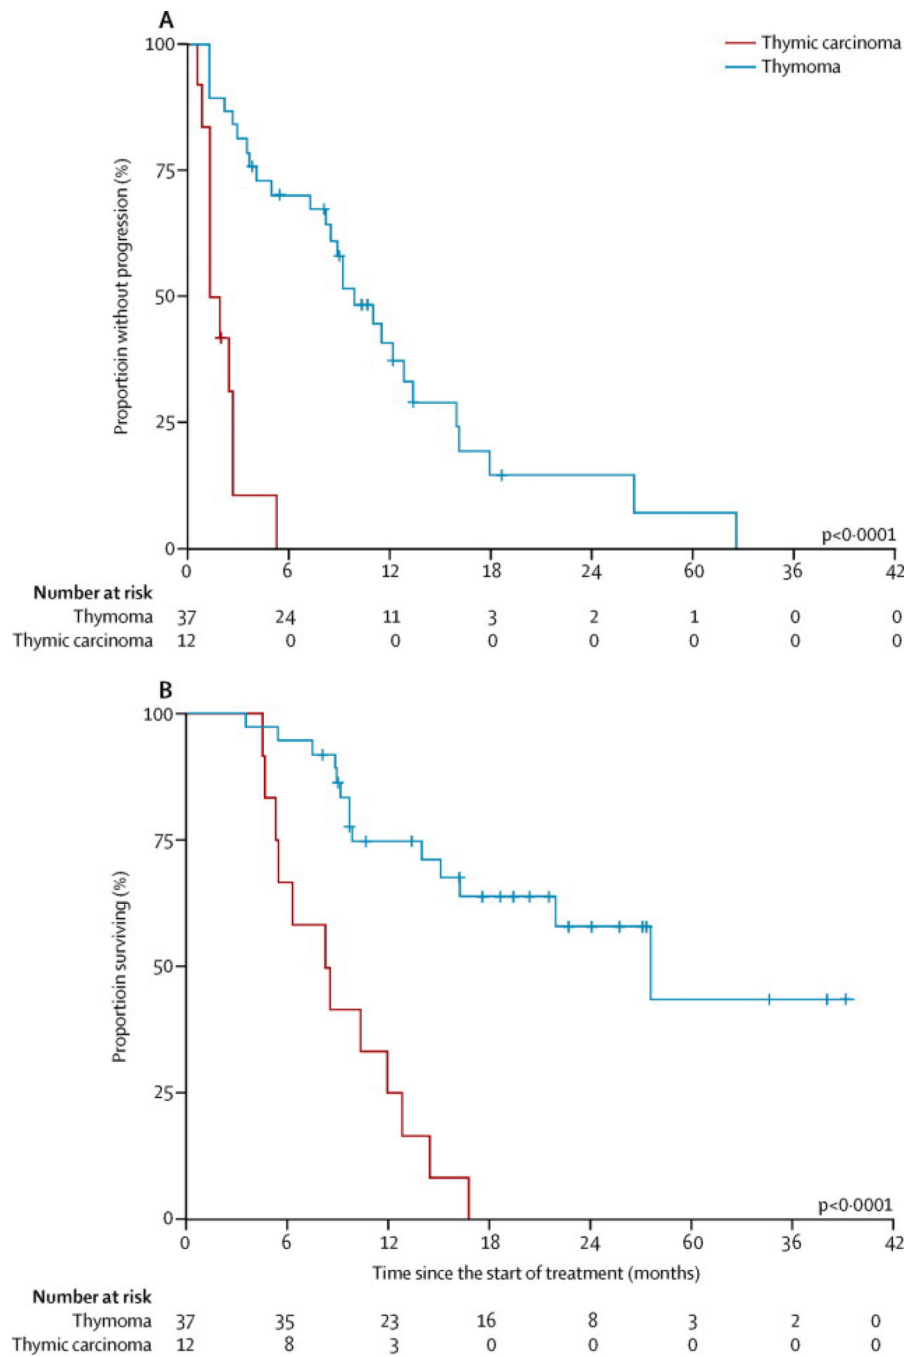 A
Thymic carcinoma
Thymoma
Proportioin without progression (%)
100
75
50
25
0
p<0·0001
0 6 12 18 24 60 36 42
Number at risk
Thymoma 37 24 11 3 2 1 0 0
Thymic carcinoma 12 0 0 0 0 0 0 0
B
Proportioin surviving (%)
100
75
50
25
0
p<0·0001
0 6 12 18 24 60 36 42
Time since the start of treatment (months)
Number at risk
Thymoma 37 35 23 16 8 3 2 0
Thymic carcinoma 12 8 3 0 0 0 0 0